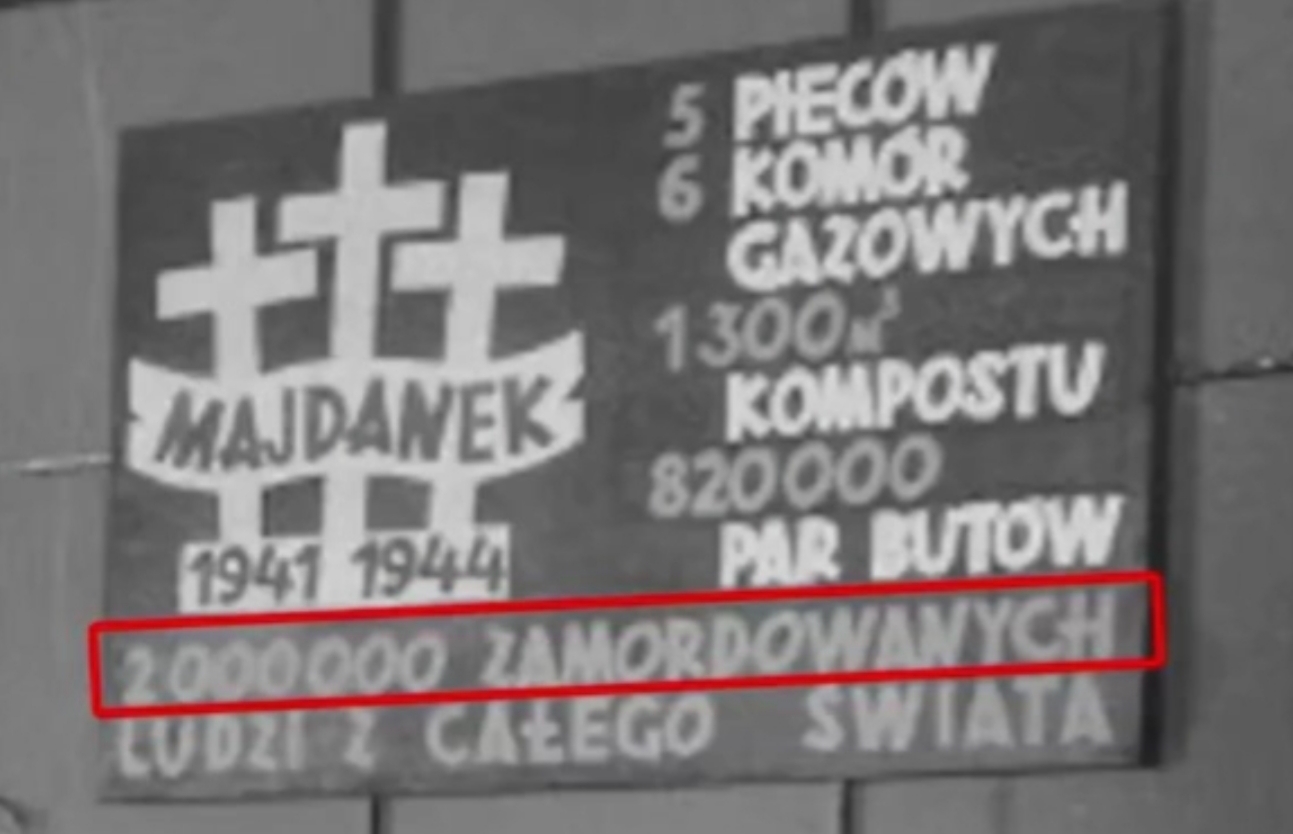 MAJDANEK
1941 1944
5 PIECÓW
6 KOMÓR
GAZOWYCH
1300 M³
KOMPOSTU
820000
PAR BUTÓW
2000000 ZAMORDOWANYCH
LUDZI Z CAŁEGO ŚWIATA